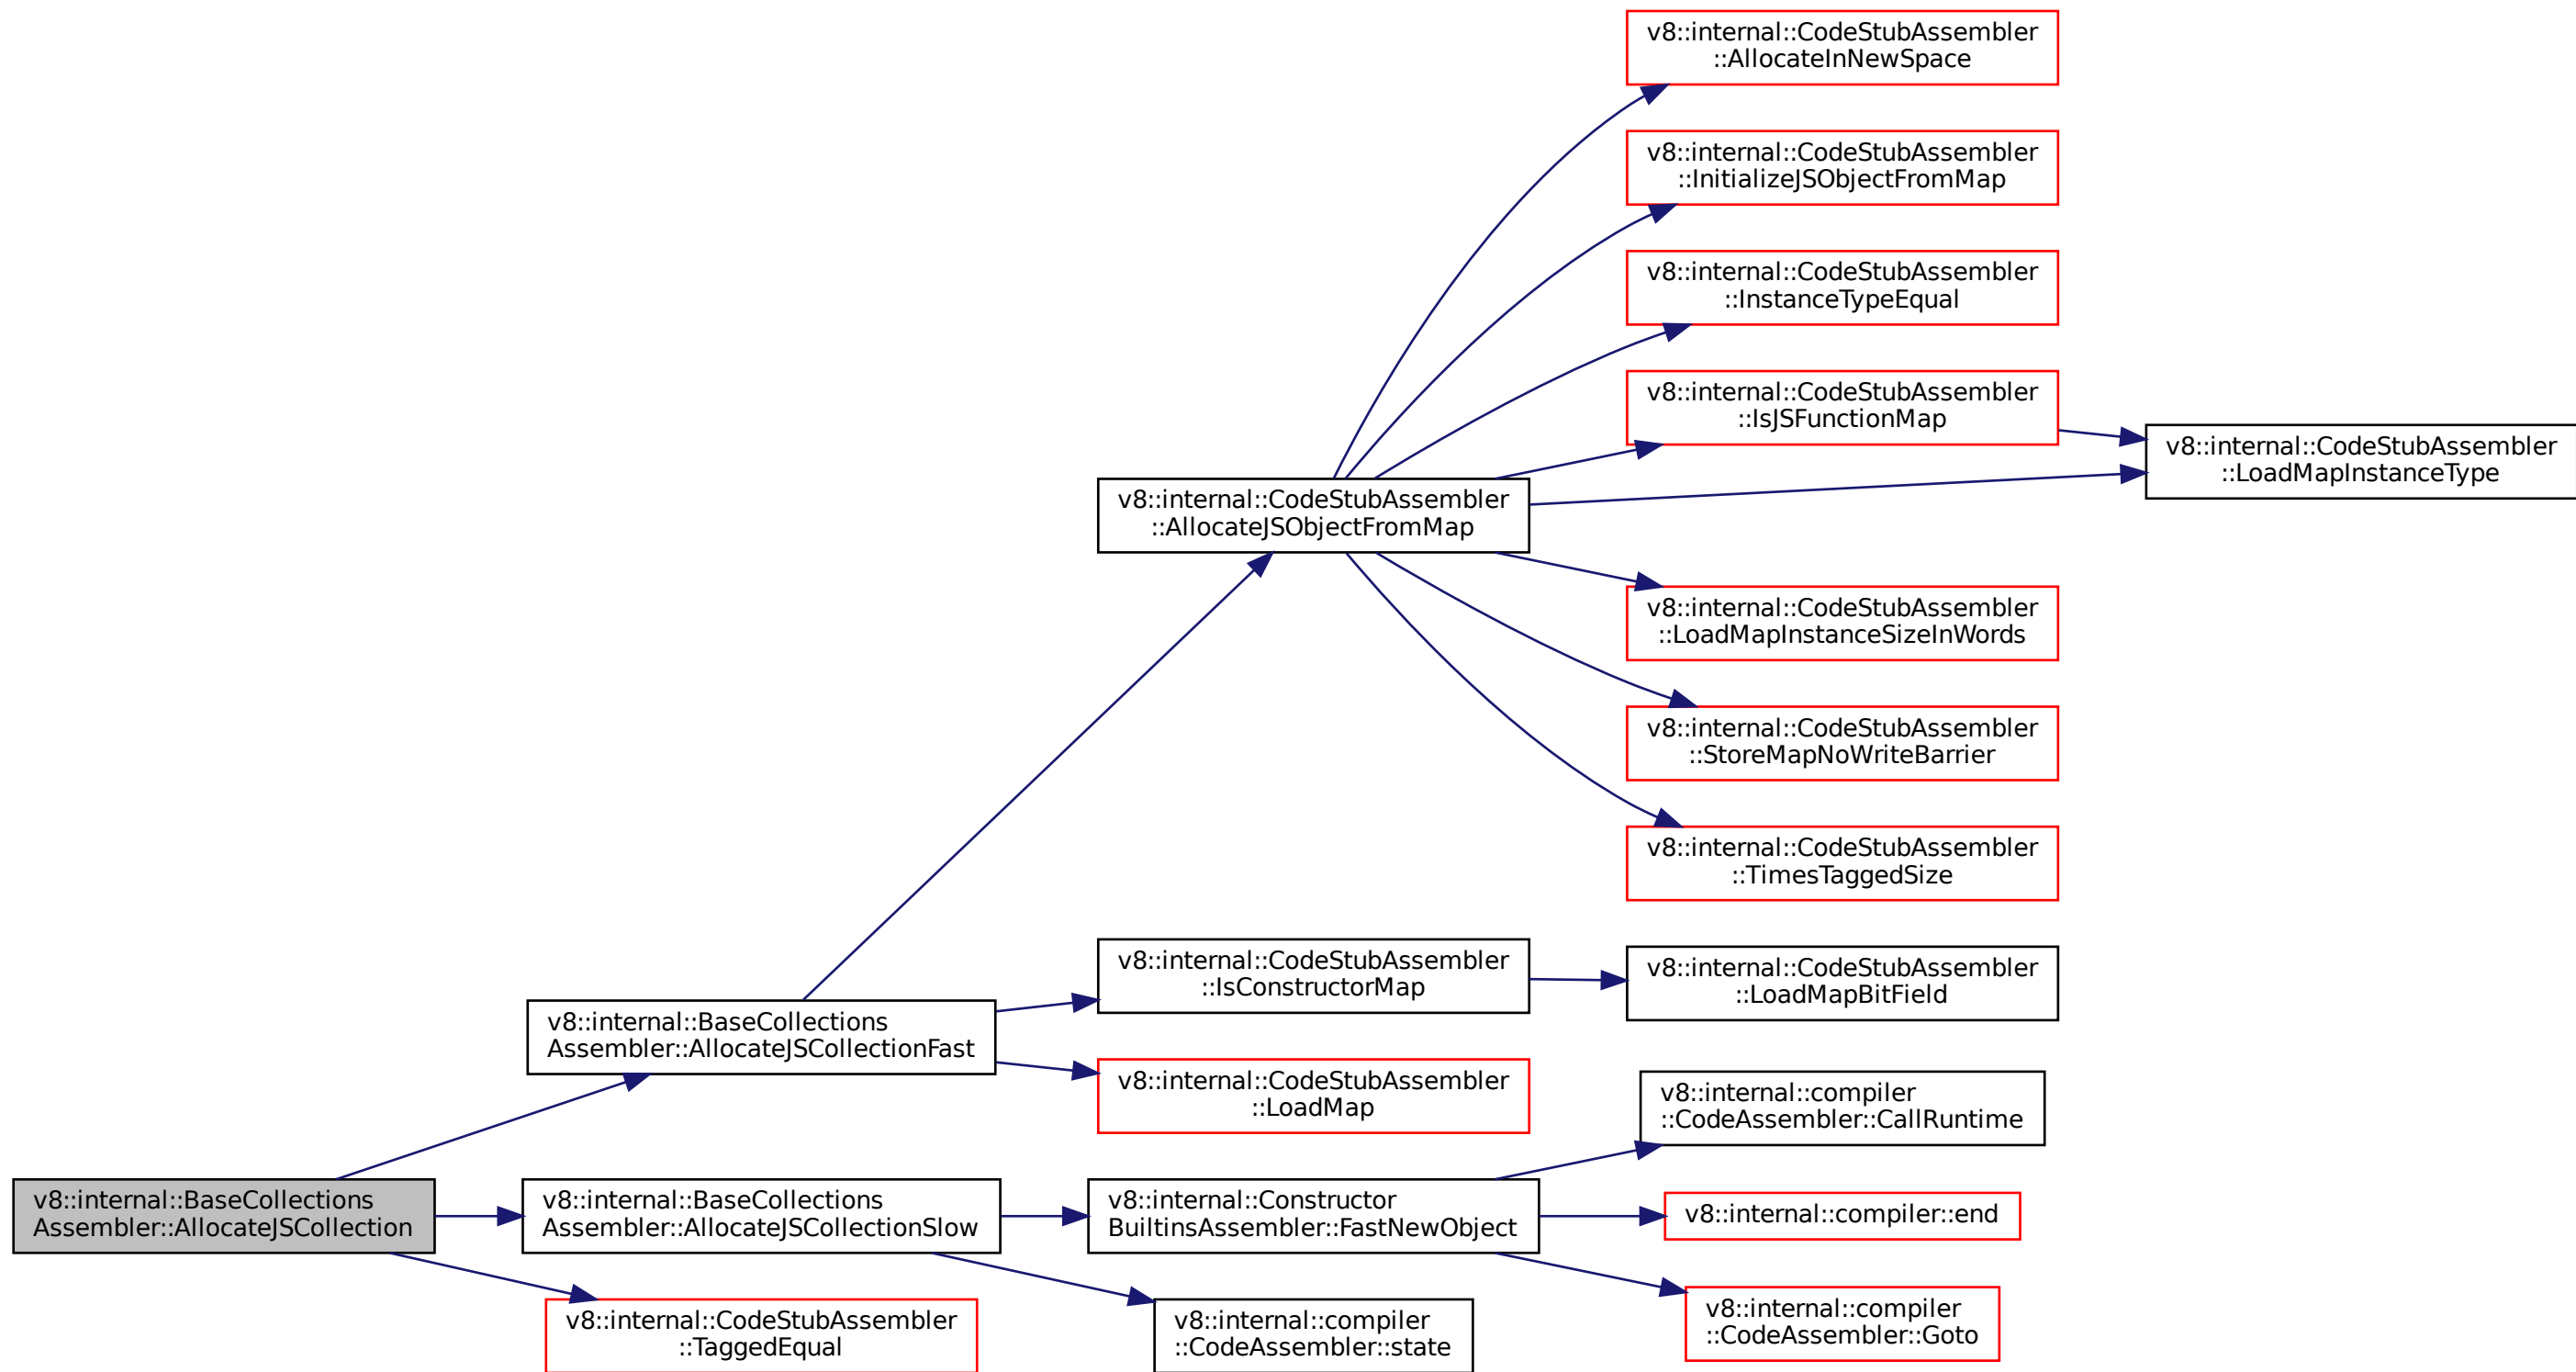 v8::internal::CodeStubAssembler
::AllocateInNewSpace
v8::internal::CodeStubAssembler
::InitializeJSObjectFromMap
v8::internal::CodeStubAssembler
::InstanceTypeEqual
v8::internal::CodeStubAssembler
::IsJSFunctionMap
v8::internal::CodeStubAssembler
::LoadMapInstanceType
v8::internal::CodeStubAssembler
::AllocateJSObjectFromMap
v8::internal::CodeStubAssembler
::LoadMapInstanceSizeInWords
v8::internal::CodeStubAssembler
::StoreMapNoWriteBarrier
v8::internal::CodeStubAssembler
::TimesTaggedSize
v8::internal::CodeStubAssembler
::IsConstructorMap
v8::internal::CodeStubAssembler
::LoadMapBitField
v8::internal::BaseCollections
Assembler::AllocateJSCollectionFast
v8::internal::CodeStubAssembler
::LoadMap
v8::internal::compiler
::CodeAssembler::CallRuntime
v8::internal::BaseCollections
Assembler::AllocateJSCollection
v8::internal::BaseCollections
Assembler::AllocateJSCollectionSlow
v8::internal::Constructor
BuiltinsAssembler::FastNewObject
v8::internal::compiler::end
v8::internal::CodeStubAssembler
::TaggedEqual
v8::internal::compiler
::CodeAssembler::state
v8::internal::compiler
::CodeAssembler::Goto